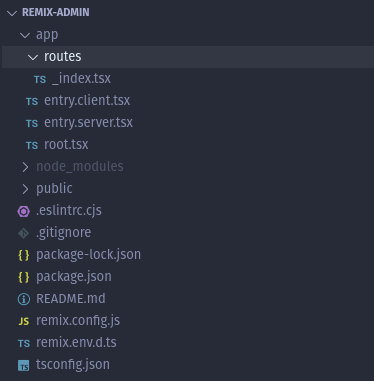 REMIX-ADMIN
app
routes
TS _index.tsx
TS entry.client.tsx
TS entry.server.tsx
TS root.tsx
node_modules
public
.eslintrc.cjs
.gitignore
{ } package-lock.json
{ } package.json
README.md
JS remix.config.js
TS remix.env.d.ts
TS tsconfig.json